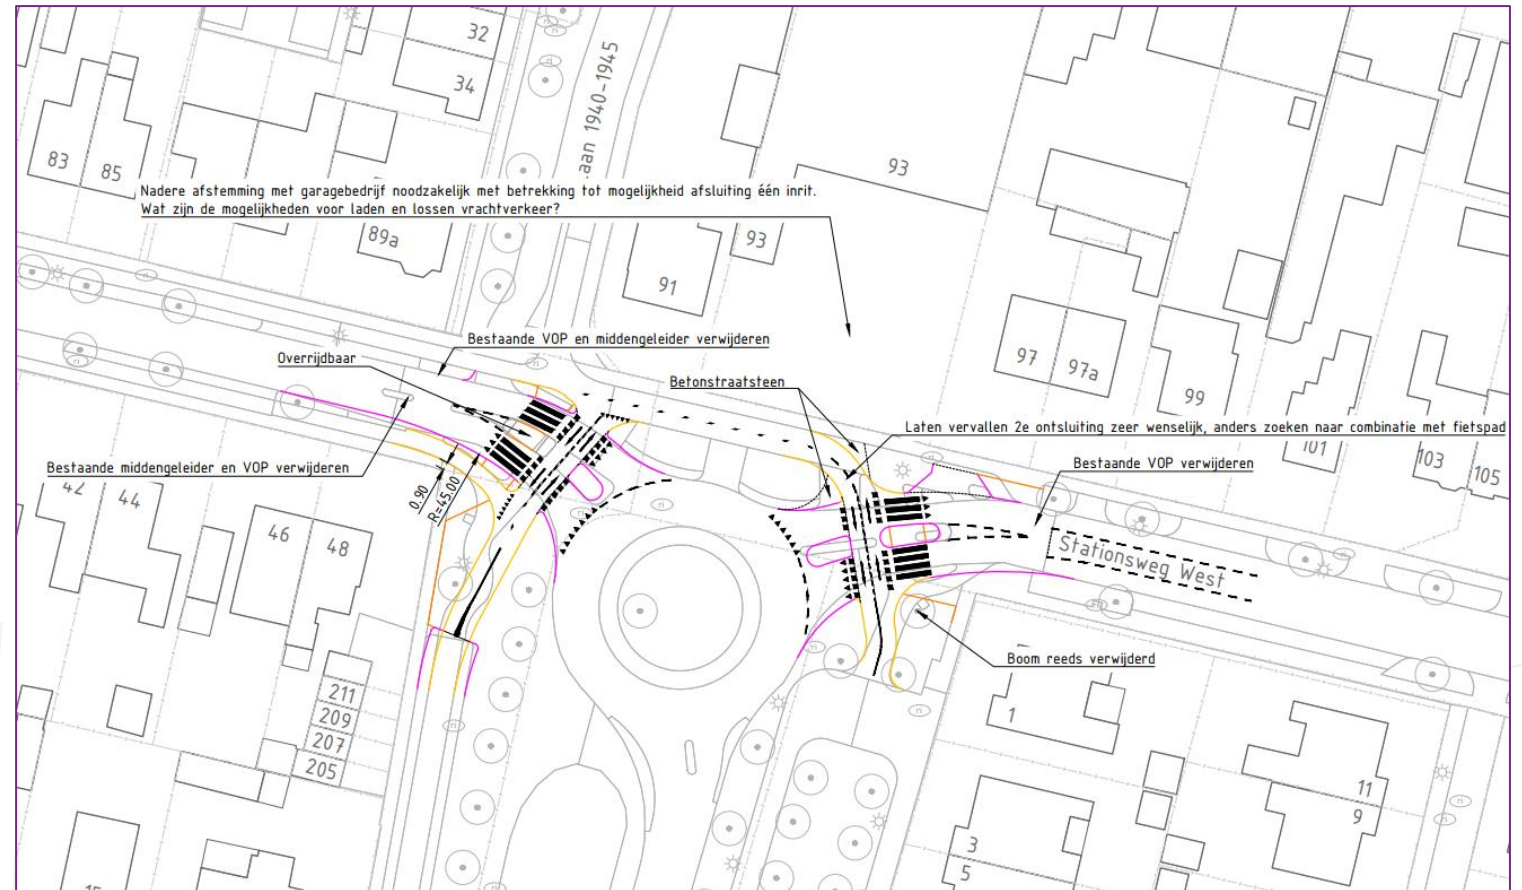 32
34
aan 1940-1945
83
85
93
Nadere afstemming met garagebedrijf noodzakelijk met betrekking tot mogelijkheid afsluiting één inrit.
Wat zijn de mogelijkheden voor laden en lossen vrachtverkeer?
89a
93
91
Bestaande VOP en middengeleider verwijderen
Overrijdbaar
97
97a
Betonstraatsteen
99
Laten vervallen 2e ontsluiting zeer wenselijk, anders zoeken naar combinatie met fietspad
101
103
105
Bestaande middengeleider en VOP verwijderen
Bestaande VOP verwijderen
42
44
0.90
R=45.00
46
48
Stationsweg West
Boom reeds verwijderd
211
209
207
205
1
11
9
3
5